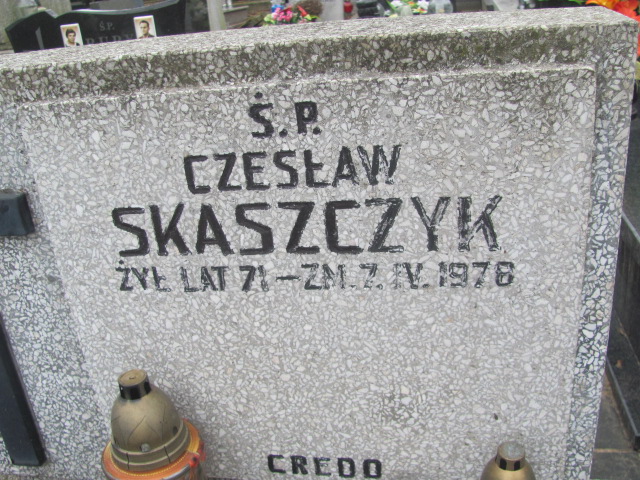 Ś.P.
CZESŁAW
SKASZCZYK
ŻYŁ LAT 71 – ZM. 7. IV. 1978
CREDO